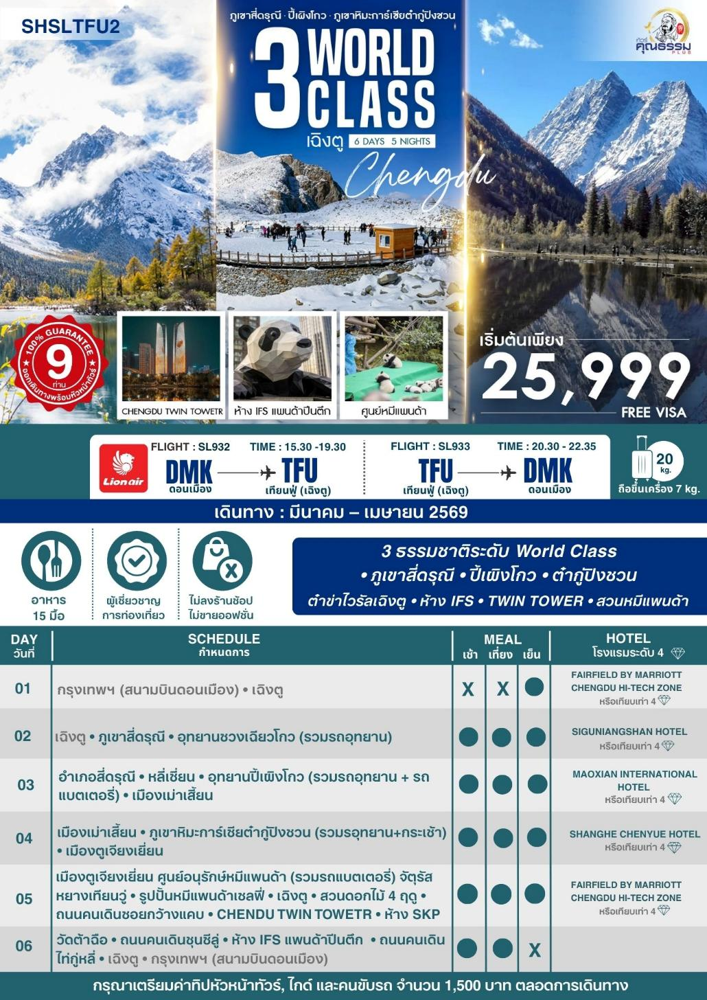 SHSLTFU2
ภูเขาสี่ดรุณี · ปี้เผิงโกว · ภูเขาหิมะการ์เซียต๋ากู่ปิงชวน
3 WORLD
CLASS
เฉิงตู 6 DAYS 5 NIGHTS
Chengdu
ทัวร์
คุณธรรม
PLUS
100% GUARANTEE
9
ท่าน
ออกเดินทางพร้อมหัวหน้าทัวร์
CHENGDU TWIN TOWETR
ห้าง IFS แพนด้าปีนตึก
ศูนย์หมีแพนด้า
เริ่มต้นเพียง
25,999
FREE VISA
Lion air
FLIGHT : SL932 TIME : 15.30 -19.30
DMK TFU
ดอนเมือง เทียนฟู่ (เฉิงตู)
FLIGHT : SL933 TIME : 20.30 - 22.35
TFU DMK
เทียนฟู่ (เฉิงตู) ดอนเมือง
20
kg.
ถือขึ้นเครื่อง 7 kg.
เดินทาง : มีนาคม – เมษายน 2569
อาหาร
15 มื้อ
ผู้เชี่ยวชาญ
การท่องเที่ยว
X
ไม่ลงร้านช้อป
ไม่ขายออฟชั่น
3 ธรรมชาติระดับ World Class
• ภูเขาสี่ดรุณี • ปี้เผิงโกว • ต๋ากู่ปิงชวน
ตำข่าไวรัลเฉิงตู • ห้าง IFS • TWIN TOWER • สวนหมีแพนด้า
DAY SCHEDULE MEAL HOTEL
วันที่ กำหนดการ เช้า เที่ยง เย็น โรงแรมระดับ 4
01 กรุงเทพฯ (สนามบินดอนเมือง) • เฉิงตู X X ●
FAIRFIELD BY MARRIOTT
CHENGDU HI-TECH ZONE
หรือเทียบเท่า 4
02 เฉิงตู • ภูเขาสี่ดรุณี • อุทยานชวงเฉียวโกว (รวมรถอุทยาน) ● ● ●
SIGUNIANGSHAN HOTEL
หรือเทียบเท่า 4
03 อำเภอสี่ดรุณี • หลี่เซี่ยน • อุทยานปี้เผิงโกว (รวมรถอุทยาน + รถ
แบตเตอรี่) • เมืองเม่าเสี้ยน ● ● ●
MAOXIAN INTERNATIONAL
HOTEL
หรือเทียบเท่า 4
04 เมืองเม่าเสี้ยน • ภูเขาหิมะการ์เซียต๋ากู่ปิงชวน (รวมรอุทยาน+กระเช้า)
• เมืองตูเจียงเยี่ยน ● ● ●
SHANGHE CHENYUE HOTEL
หรือเทียบเท่า 4
05 เมืองตูเจียงเยี่ยน ศูนย์อนุรักษ์หมีแพนด้า (รวมรถแบตเตอรี่) จัตุรัส
หยางเทียนวู่ • รูปปั้นหมีแพนด้าเซลฟี่ • เฉิงตู • สวนดอกไม้ 4 ฤดู •
ถนนคนเดินซอยกว้างแคบ • CHENDU TWIN TOWETR • ห้าง SKP ● ● ●
FAIRFIELD BY MARRIOTT
CHENGDU HI-TECH ZONE
หรือเทียบเท่า 4
06 วัดต้าฉือ • ถนนคนเดินชุนซีลู่ • ห้าง IFS แพนด้าปีนตึก • ถนนคนเดิน
ไท่กู่หลี่ • เฉิงตู • กรุงเทพฯ (สนามบินดอนเมือง) ● ● X
กรุณาเตรียมค่าทิปหัวหน้าทัวร์, ไกด์ และคนขับรถ จำนวน 1,500 บาท ตลอดการเดินทาง